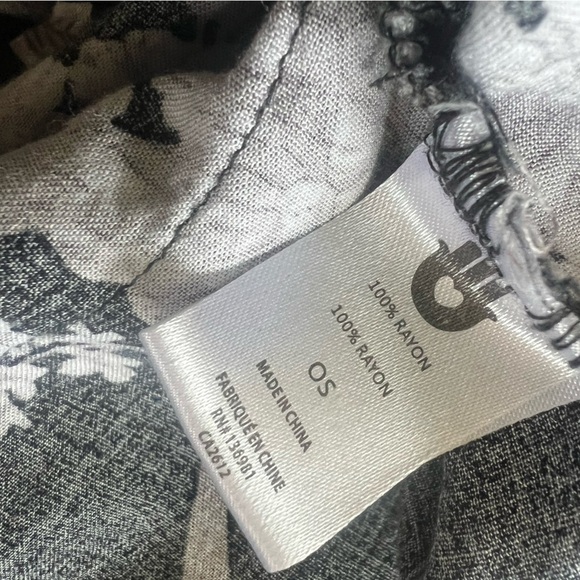 100% RAYON
100% RAYON
OS
MADE IN CHINA
FABRIQUÉ EN CHINE
RN# 136981
CA2612